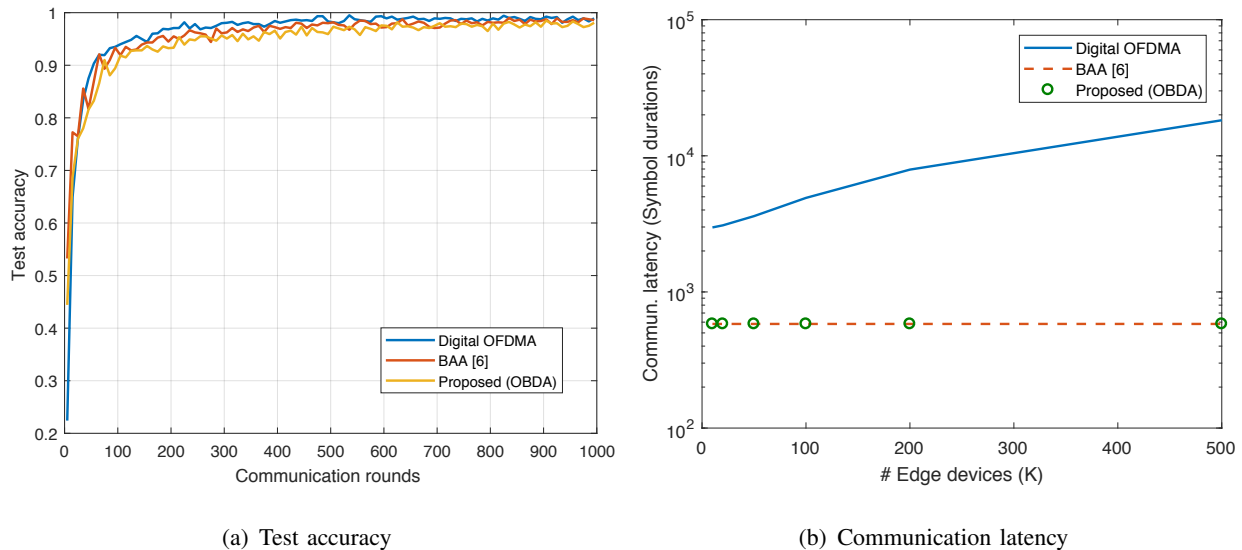 1
0.9
0.8
0.7
0.6
0.5
0.4
0.3
0.2
Test accuracy
0 100 200 300 400 500 600 700 800 900 1000
Communication rounds
Digital OFDMA
BAA [6]
Proposed (OBDA)
(a) Test accuracy
10^5
10^4
10^3
10^2
Commun. latency (Symbol durations)
0 100 200 300 400 500
# Edge devices (K)
Digital OFDMA
BAA [6]
Proposed (OBDA)
(b) Communication latency